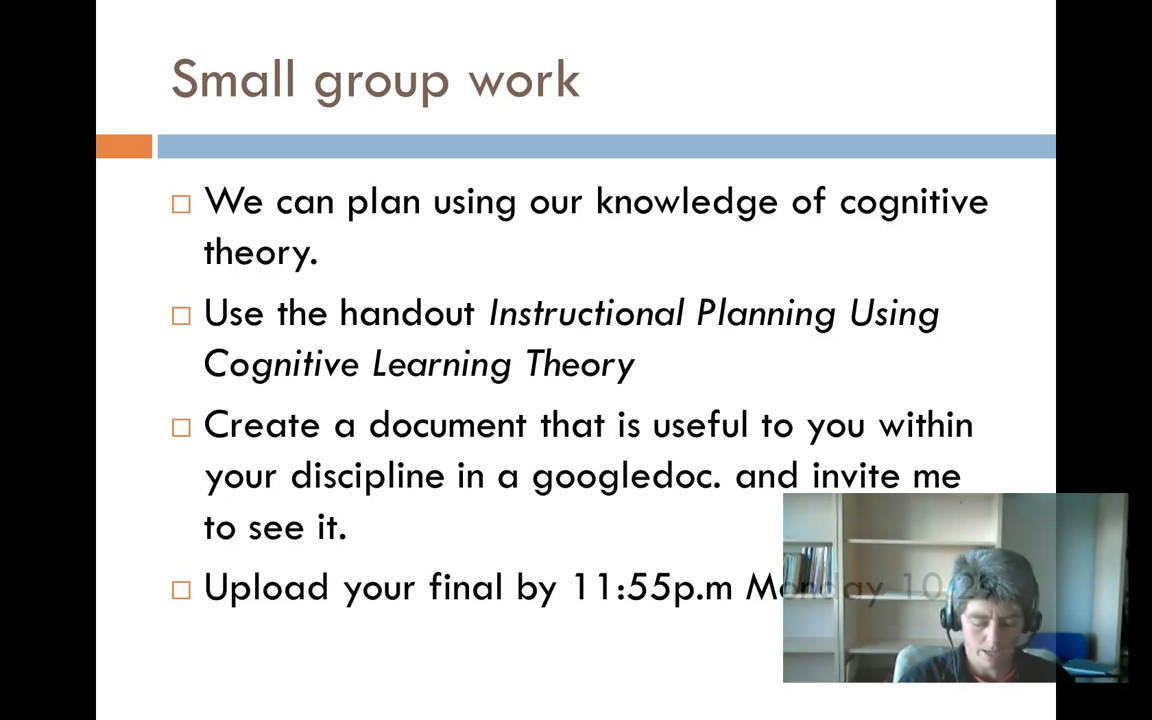 Small group work
We can plan using our knowledge of cognitive
theory.
Use the handout Instructional Planning Using
Cognitive Learning Theory
Create a document that is useful to you within
your discipline in a googledoc. and invite me
to see it.
Upload your final by 11:55p.m Monday